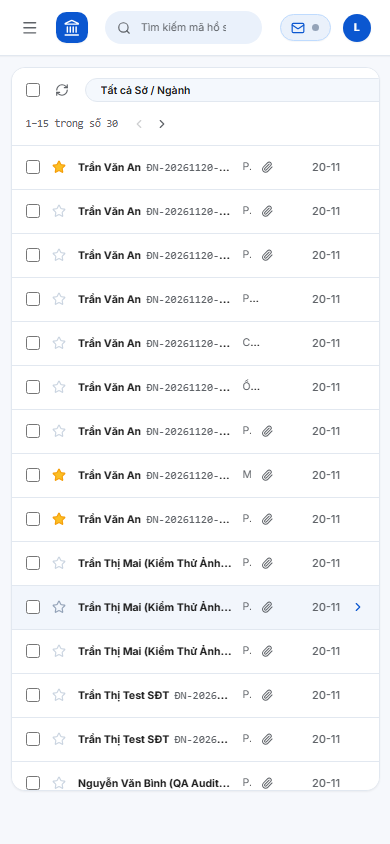 Tìm kiếm mã hồ s
L
Tất cả Sở / Ngành
1–15 trong số 30
Trần Văn An ĐN-20261120-... P. 20-11
Trần Văn An ĐN-20261120-... P. 20-11
Trần Văn An ĐN-20261120-... P. 20-11
Trần Văn An ĐN-20261120-... P... 20-11
Trần Văn An ĐN-20261120-... C... 20-11
Trần Văn An ĐN-20261120-... Ô... 20-11
Trần Văn An ĐN-20261120-... P. 20-11
Trần Văn An ĐN-20261120-... M 20-11
Trần Văn An ĐN-20261120-... P. 20-11
Trần Thị Mai (Kiểm Thử Ảnh... P. 20-11
Trần Thị Mai (Kiểm Thử Ảnh... P. 20-11
Trần Thị Mai (Kiểm Thử Ảnh... P. 20-11
Trần Thị Test SĐT ĐN-2026... P. 20-11
Trần Thị Test SĐT ĐN-2026... P. 20-11
Nguyễn Văn Bình (QA Audit... P. 20-11